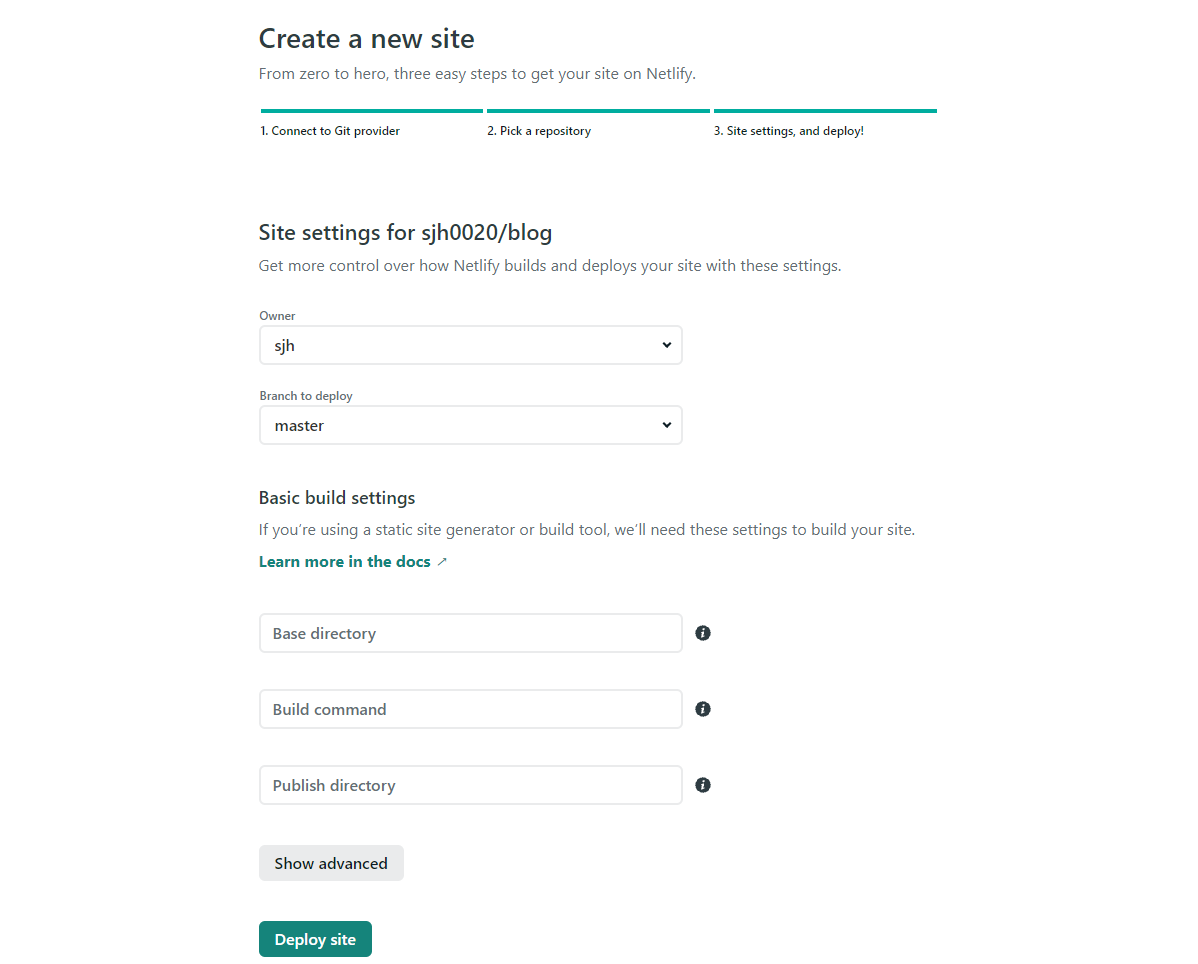 Create a new site
From zero to hero, three easy steps to get your site on Netlify.
1. Connect to Git provider
2. Pick a repository
3. Site settings, and deploy!
Site settings for sjh0020/blog
Get more control over how Netlify builds and deploys your site with these settings.
Owner
sjh
Branch to deploy
master
Basic build settings
If you’re using a static site generator or build tool, we’ll need these settings to build your site.
Learn more in the docs ↗
Base directory
i
Build command
i
Publish directory
i
Show advanced
Deploy site